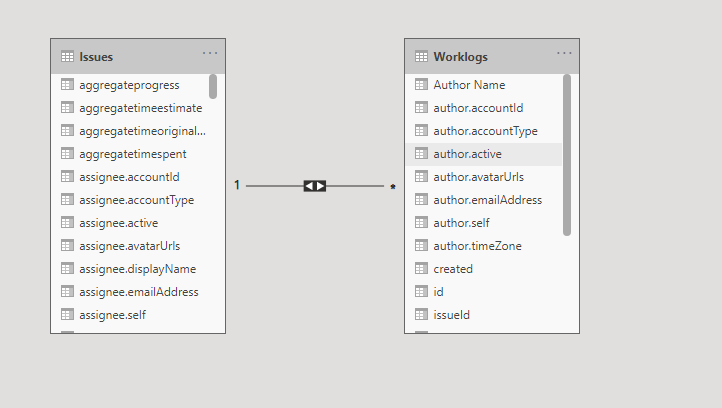 Issues
aggregateprogress
aggregatetimeestimate
aggregatetimeoriginal...
aggregatetimespent
assignee.accountId
assignee.accountType
assignee.active
assignee.avatarUrls
assignee.displayName
assignee.emailAddress
assignee.self
1
*
Worklogs
Author Name
author.accountId
author.accountType
author.active
author.avatarUrls
author.emailAddress
author.self
author.timeZone
created
id
issueId